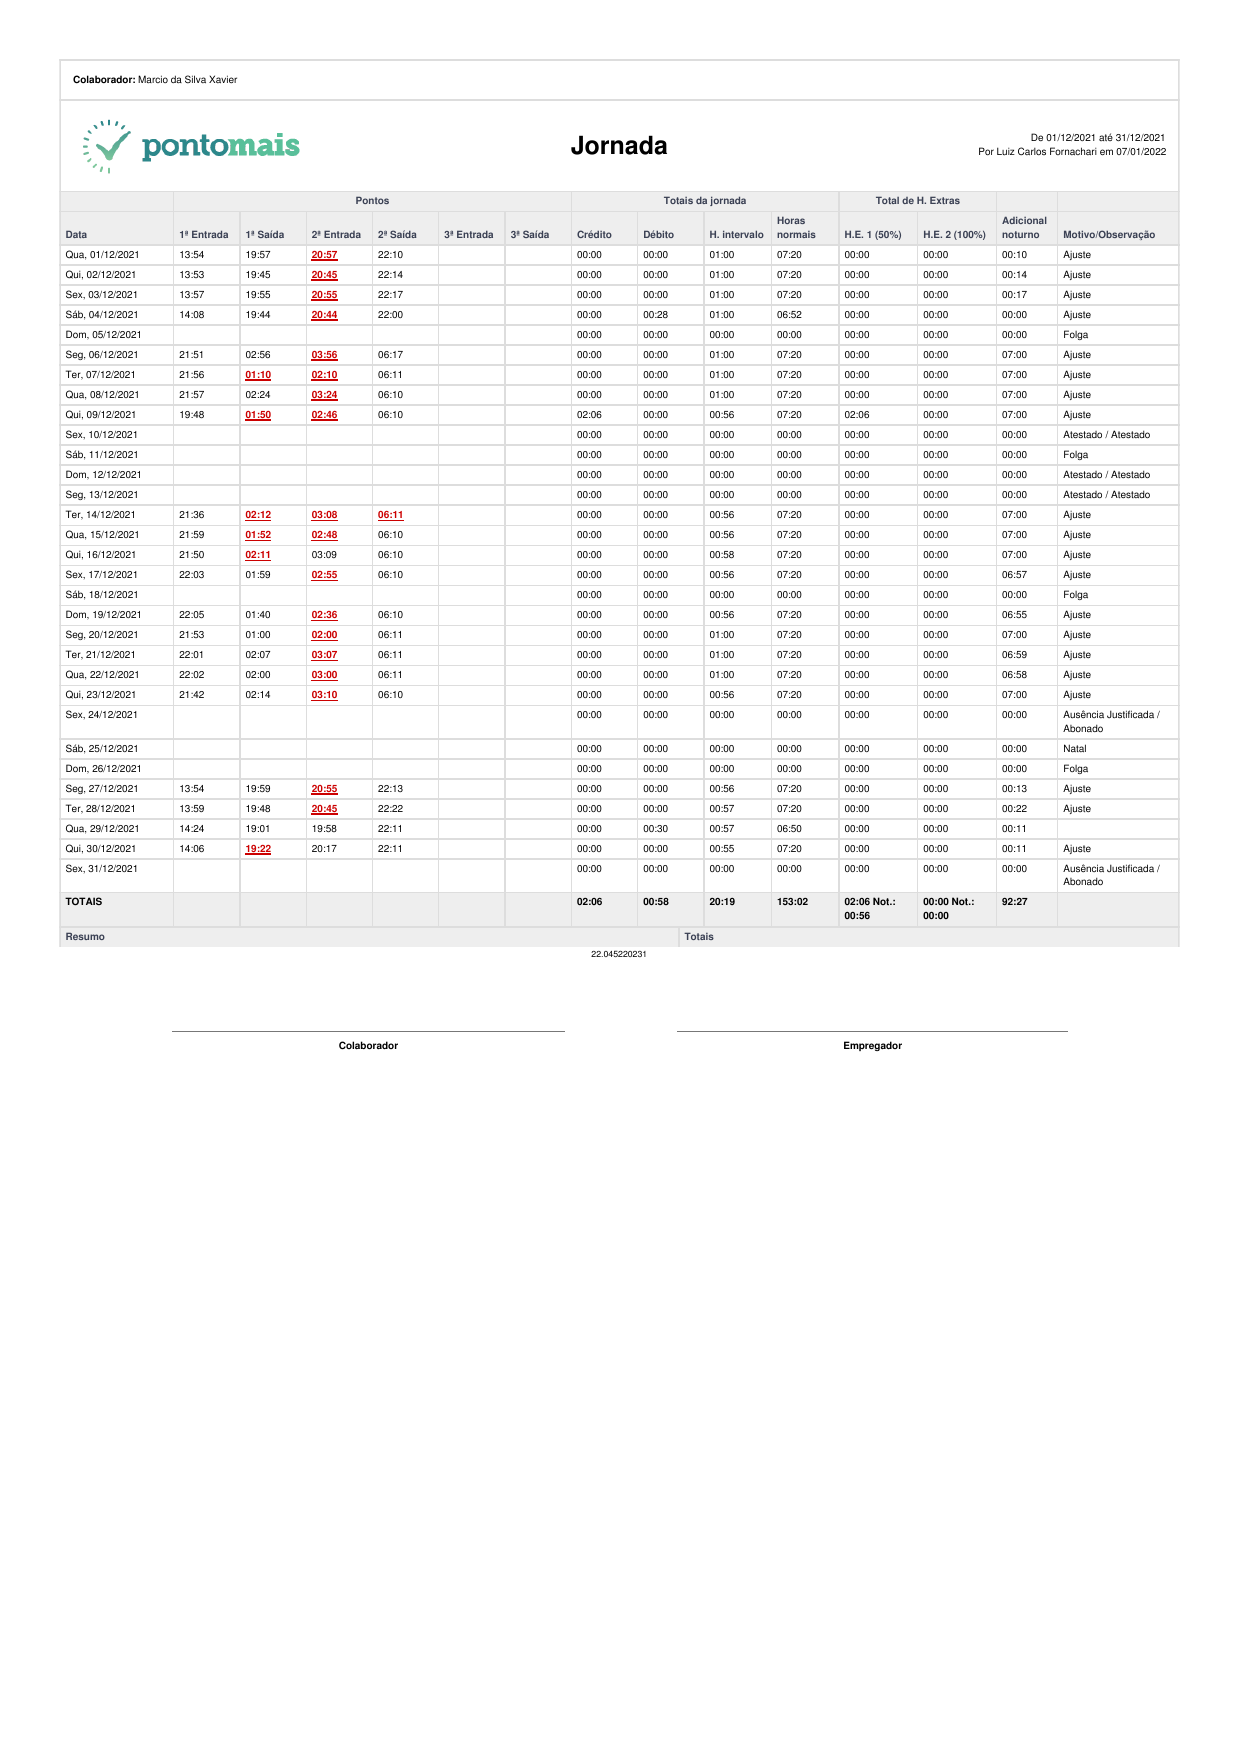 Colaborador: Marcio da Silva Xavier
pontomais
Jornada
De 01/12/2021 até 31/12/2021
Por Luiz Carlos Fornachari em 07/01/2022
Pontos Totais da jornada Total de H. Extras
Data 1ª Entrada 1ª Saída 2ª Entrada 2ª Saída 3ª Entrada 3ª Saída Crédito Débito H. intervalo Horas normais H.E. 1 (50%) H.E. 2 (100%) Adicional noturno Motivo/Observação
Qua, 01/12/2021 13:54 19:57 20:57 22:10 00:00 00:00 01:00 07:20 00:00 00:00 00:10 Ajuste
Qui, 02/12/2021 13:53 19:45 20:45 22:14 00:00 00:00 01:00 07:20 00:00 00:00 00:14 Ajuste
Sex, 03/12/2021 13:57 19:55 20:55 22:17 00:00 00:00 01:00 07:20 00:00 00:00 00:17 Ajuste
Sáb, 04/12/2021 14:08 19:44 20:44 22:00 00:00 00:28 01:00 06:52 00:00 00:00 00:00 Ajuste
Dom, 05/12/2021 00:00 00:00 00:00 00:00 00:00 00:00 00:00 Folga
Seg, 06/12/2021 21:51 02:56 03:56 06:17 00:00 00:00 01:00 07:20 00:00 00:00 07:00 Ajuste
Ter, 07/12/2021 21:56 01:10 02:10 06:11 00:00 00:00 01:00 07:20 00:00 00:00 07:00 Ajuste
Qua, 08/12/2021 21:57 02:24 03:24 06:10 00:00 00:00 01:00 07:20 00:00 00:00 07:00 Ajuste
Qui, 09/12/2021 19:48 01:50 02:46 06:10 02:06 00:00 00:56 07:20 02:06 00:00 07:00 Ajuste
Sex, 10/12/2021 00:00 00:00 00:00 00:00 00:00 00:00 00:00 Atestado / Atestado
Sáb, 11/12/2021 00:00 00:00 00:00 00:00 00:00 00:00 00:00 Folga
Dom, 12/12/2021 00:00 00:00 00:00 00:00 00:00 00:00 00:00 Atestado / Atestado
Seg, 13/12/2021 00:00 00:00 00:00 00:00 00:00 00:00 00:00 Atestado / Atestado
Ter, 14/12/2021 21:36 02:12 03:08 06:11 00:00 00:00 00:56 07:20 00:00 00:00 07:00 Ajuste
Qua, 15/12/2021 21:59 01:52 02:48 06:10 00:00 00:00 00:56 07:20 00:00 00:00 07:00 Ajuste
Qui, 16/12/2021 21:50 02:11 03:09 06:10 00:00 00:00 00:58 07:20 00:00 00:00 07:00 Ajuste
Sex, 17/12/2021 22:03 01:59 02:55 06:10 00:00 00:00 00:56 07:20 00:00 00:00 06:57 Ajuste
Sáb, 18/12/2021 00:00 00:00 00:00 00:00 00:00 00:00 00:00 Folga
Dom, 19/12/2021 22:05 01:40 02:36 06:10 00:00 00:00 00:56 07:20 00:00 00:00 06:55 Ajuste
Seg, 20/12/2021 21:53 01:00 02:00 06:11 00:00 00:00 01:00 07:20 00:00 00:00 07:00 Ajuste
Ter, 21/12/2021 22:01 02:07 03:07 06:11 00:00 00:00 01:00 07:20 00:00 00:00 06:59 Ajuste
Qua, 22/12/2021 22:02 02:00 03:00 06:11 00:00 00:00 01:00 07:20 00:00 00:00 06:58 Ajuste
Qui, 23/12/2021 21:42 02:14 03:10 06:10 00:00 00:00 00:56 07:20 00:00 00:00 07:00 Ajuste
Sex, 24/12/2021 00:00 00:00 00:00 00:00 00:00 00:00 00:00 Ausência Justificada /
Abonado
Sáb, 25/12/2021 00:00 00:00 00:00 00:00 00:00 00:00 00:00 Natal
Dom, 26/12/2021 00:00 00:00 00:00 00:00 00:00 00:00 00:00 Folga
Seg, 27/12/2021 13:54 19:59 20:55 22:13 00:00 00:00 00:56 07:20 00:00 00:00 00:13 Ajuste
Ter, 28/12/2021 13:59 19:48 20:45 22:22 00:00 00:00 00:57 07:20 00:00 00:00 00:22 Ajuste
Qua, 29/12/2021 14:24 19:01 19:58 22:11 00:00 00:30 00:57 06:50 00:00 00:00 00:11
Qui, 30/12/2021 14:06 19:22 20:17 22:11 00:00 00:00 00:55 07:20 00:00 00:00 00:11 Ajuste
Sex, 31/12/2021 00:00 00:00 00:00 00:00 00:00 00:00 00:00 Ausência Justificada /
Abonado
TOTAIS 02:06 00:58 20:19 153:02 02:06 Not.: 00:00 Not.: 92:27
00:56 00:00
Resumo Totais
22.045220231
Colaborador Empregador